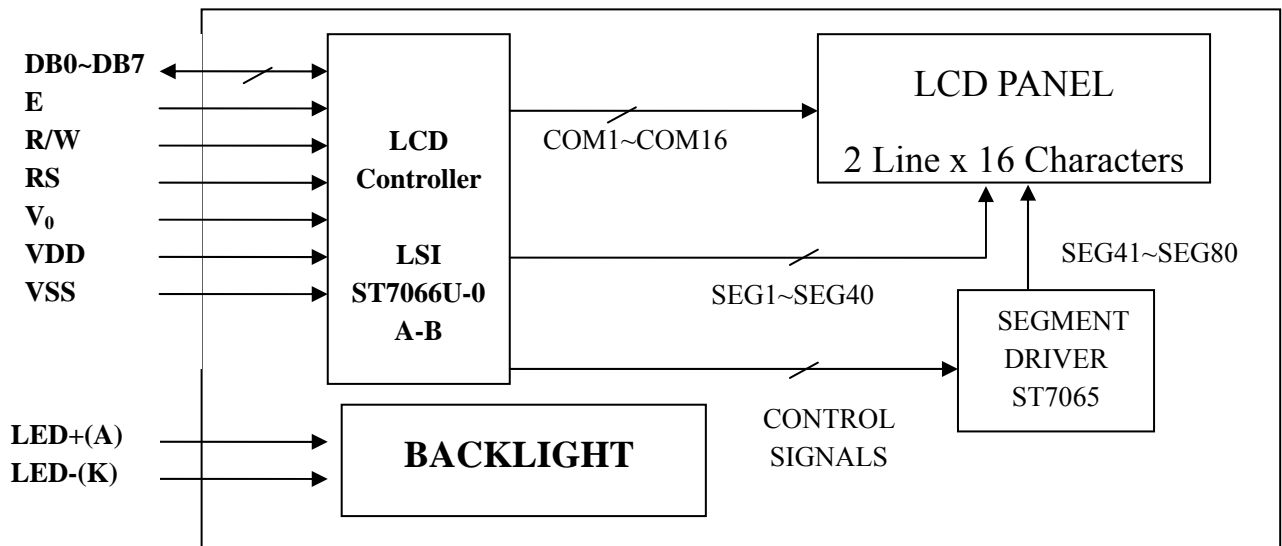 DB0~DB7
E
R/W
RS
V₀
VDD
VSS
LED+(A)
LED-(K)
LCD
Controller
LSI
ST7066U-0
A-B
COM1~COM16
LCD PANEL
2 Line x 16 Characters
SEG1~SEG40
SEG41~SEG80
SEGMENT
DRIVER
ST7065
CONTROL
SIGNALS
BACKLIGHT